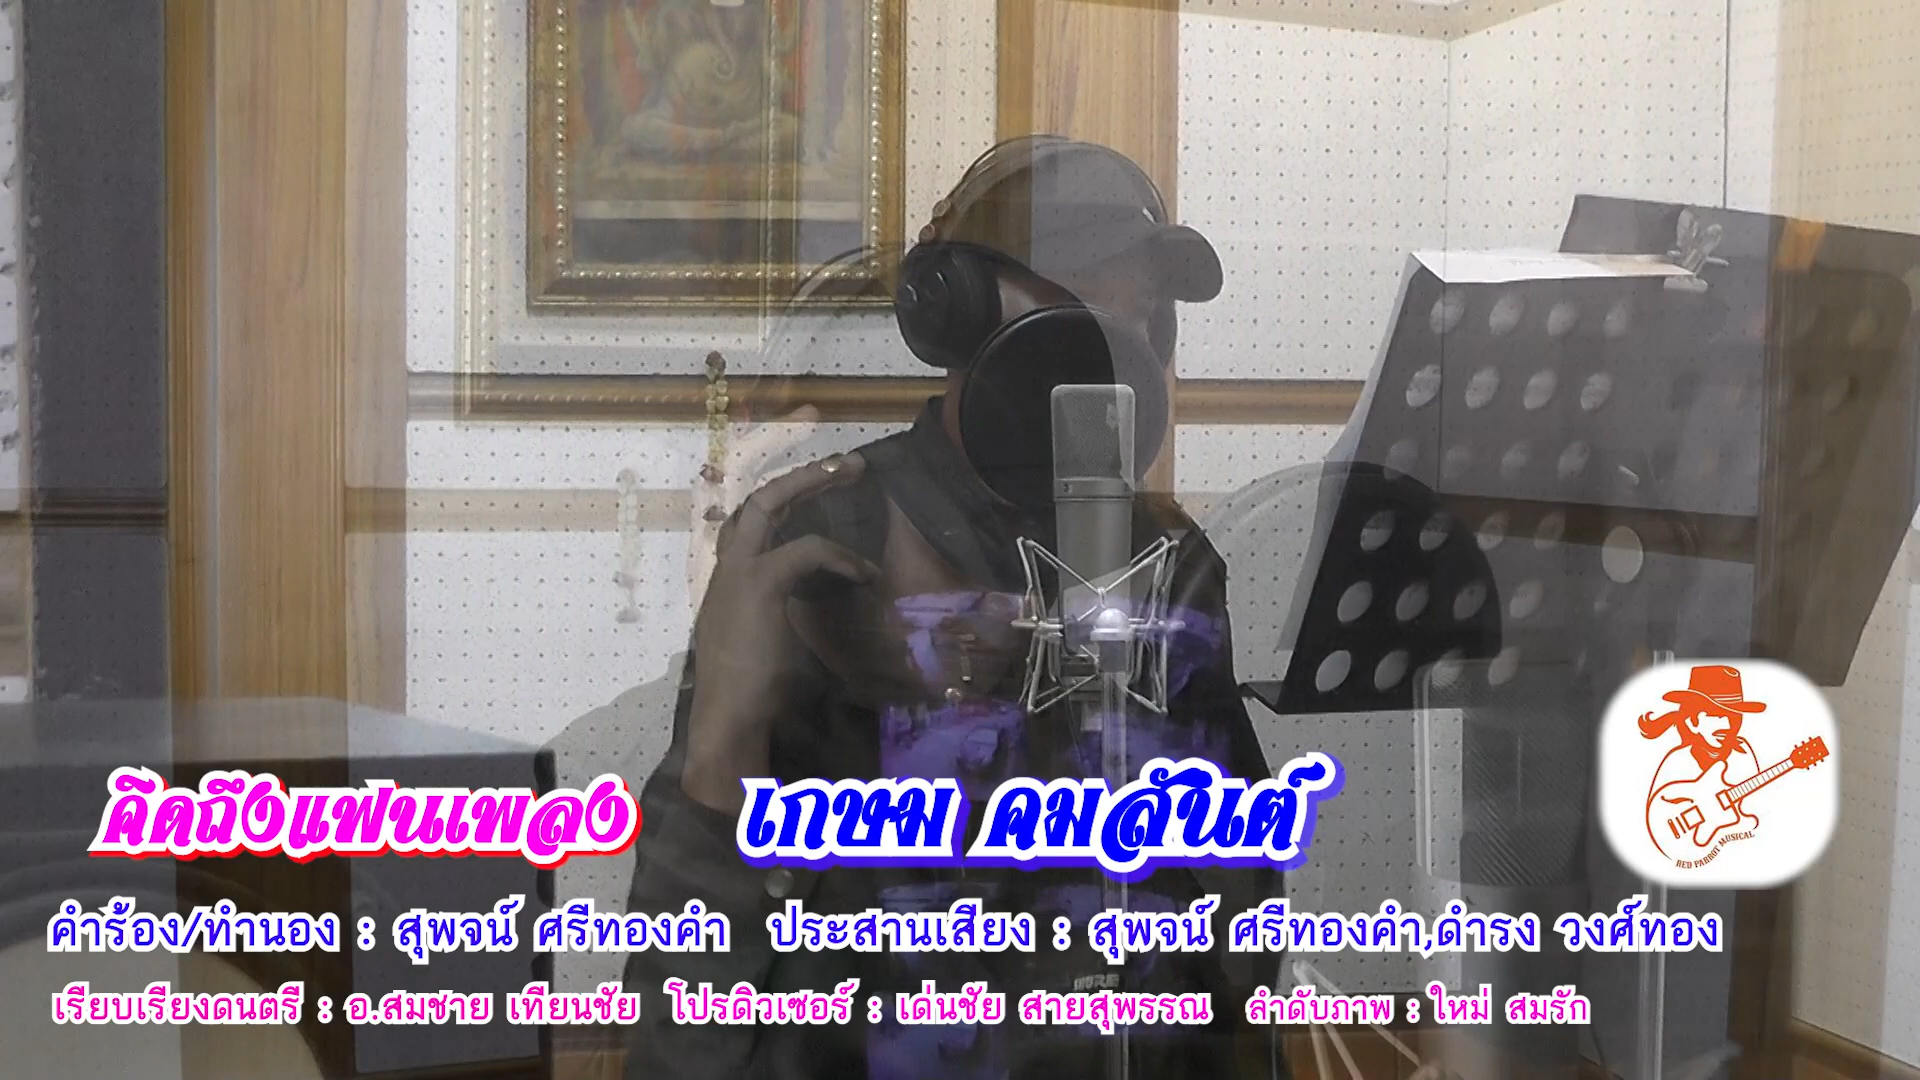 คิดถึงแฟนเพลง เกษม คมสันต์
RED PARROT MUSICAL
คำร้อง/ทำนอง : สุพจน์ ศรีทองคำ ประสานเสียง : สุพจน์ ศรีทองคำ,ดำรง วงศ์ทอง
เรียบเรียงดนตรี : อ.สมชาย เทียนชัย โปรดิวเซอร์ : เด่นชัย สายสุพรรณ ลำดับภาพ : ใหม่ สมรัก